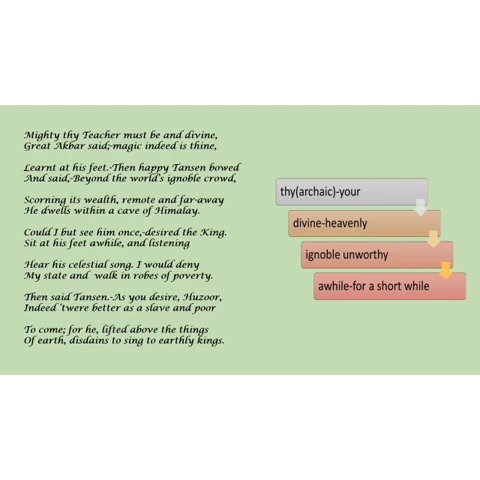 Mighty thy Teacher must be and divine,
Great Akbar said;-magic indeed is thine,
Learnt at his feet.-Then happy Tansen bowed
And said,-Beyond the world's ignoble crowd,
Scorning its wealth, remote and far-away
He dwells within a cave of Himalay.
Could I but see him once,-desired the King.
Sit at his feet awhile, and listening
Hear his celestial song. I would deny
My state and walk in robes of poverty.
Then said Tansen.-As you desire, Huzoor,
Indeed 'twere better as a slave and poor
To come; for he, lifted above the things
Of earth, disdains to sing to earthly kings.
thy(archaic)-your
divine-heavenly
ignoble unworthy
awhile-for a short while